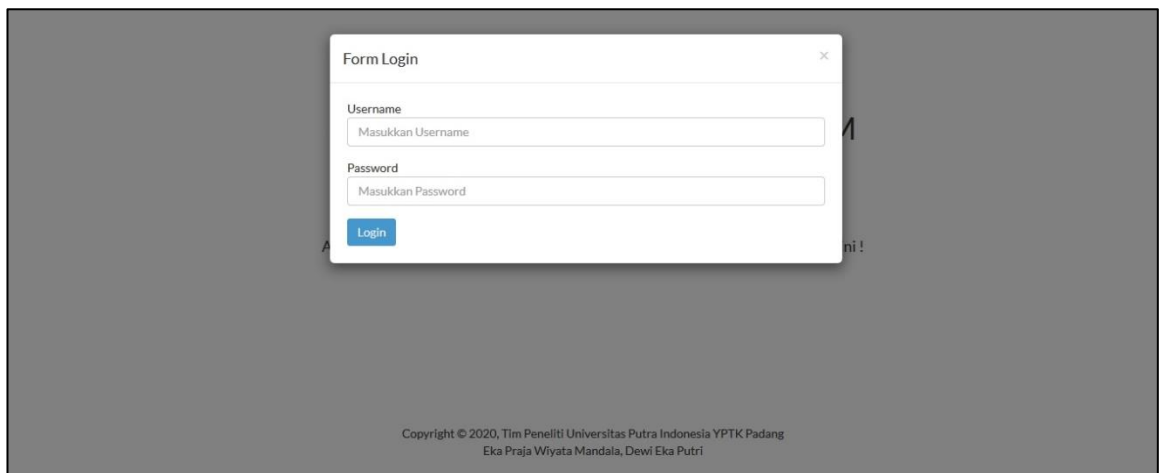 Form Login ×
Username
Masukkan Username
M
Password
Masukkan Password
Login
A ni !
Copyright © 2020, Tim Peneliti Universitas Putra Indonesia YPTK Padang
Eka Praja Wiyata Mandala, Dewi Eka Putri